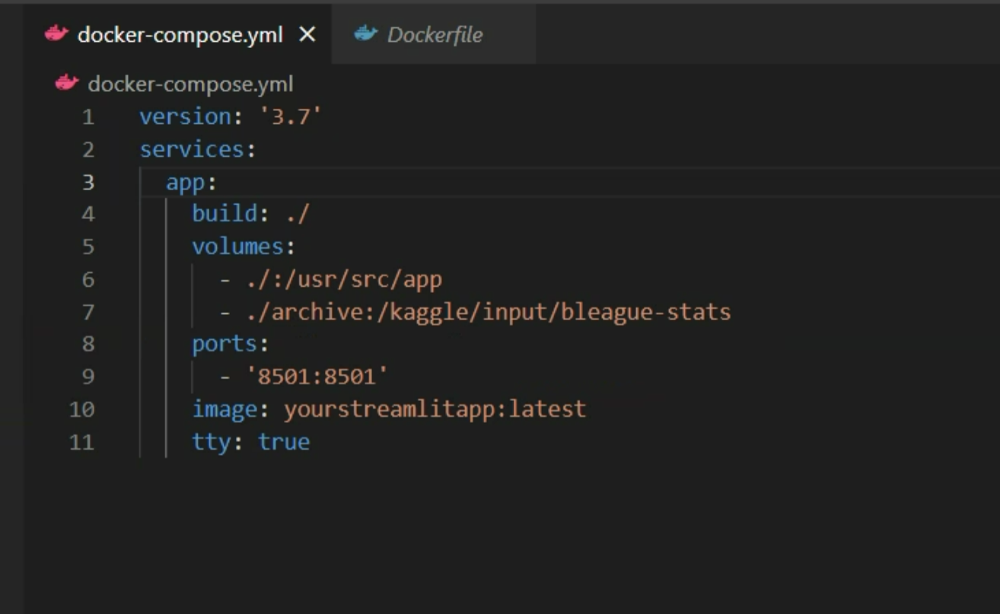 docker-compose.yml × Dockerfile
docker-compose.yml
1 version: '3.7'
2 services:
3   app:
4     build: ./
5     volumes:
6       - ./:/usr/src/app
7       - ./archive:/kaggle/input/bleague-stats
8     ports:
9       - '8501:8501'
10     image: yourstreamlitapp:latest
11     tty: true